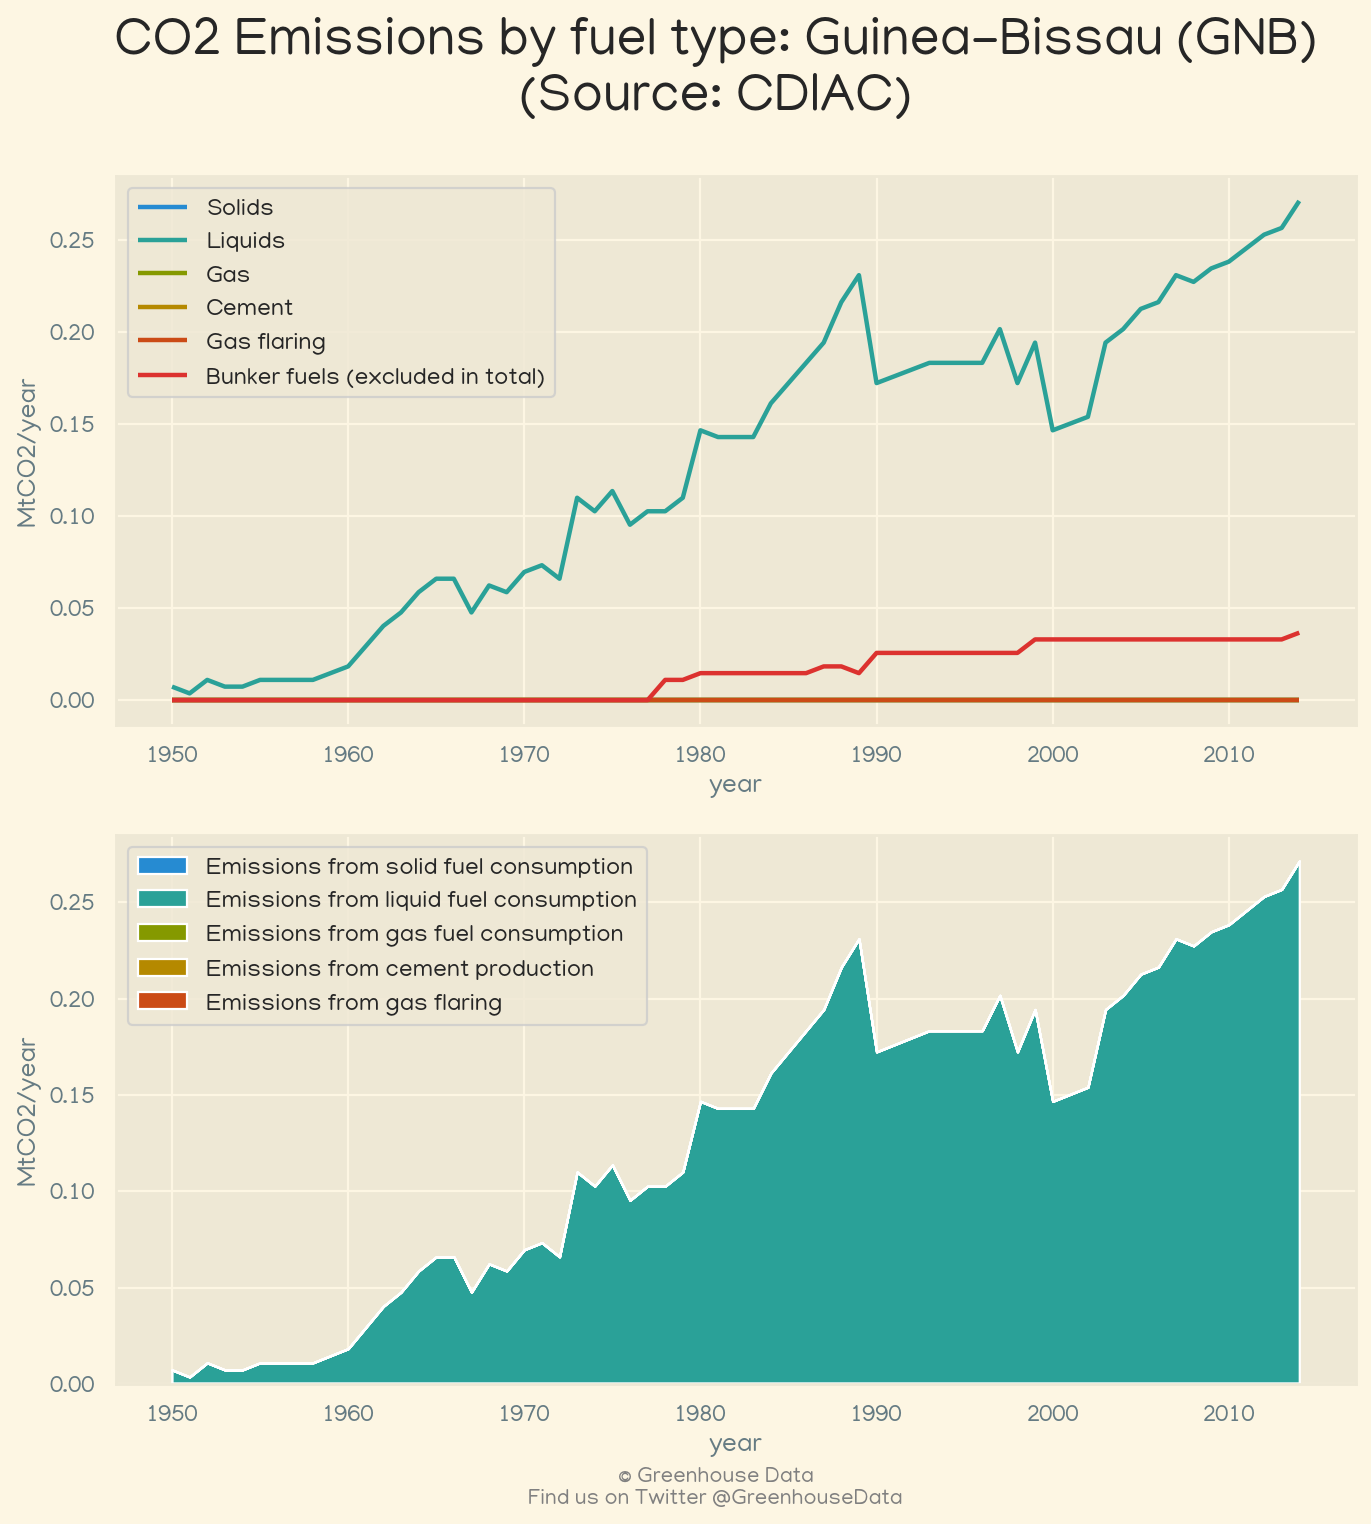 CO2 Emissions by fuel type: Guinea-Bissau (GNB)
(Source: CDIAC)
Solids
Liquids
Gas
Cement
Gas flaring
Bunker fuels (excluded in total)
0.25
0.20
0.15
0.10
0.05
0.00
MtCO2/year
1950 1960 1970 1980 1990 2000 2010
year
Emissions from solid fuel consumption
Emissions from liquid fuel consumption
Emissions from gas fuel consumption
Emissions from cement production
Emissions from gas flaring
0.25
0.20
0.15
0.10
0.05
0.00
MtCO2/year
1950 1960 1970 1980 1990 2000 2010
year
© Greenhouse Data
Find us on Twitter @GreenhouseData